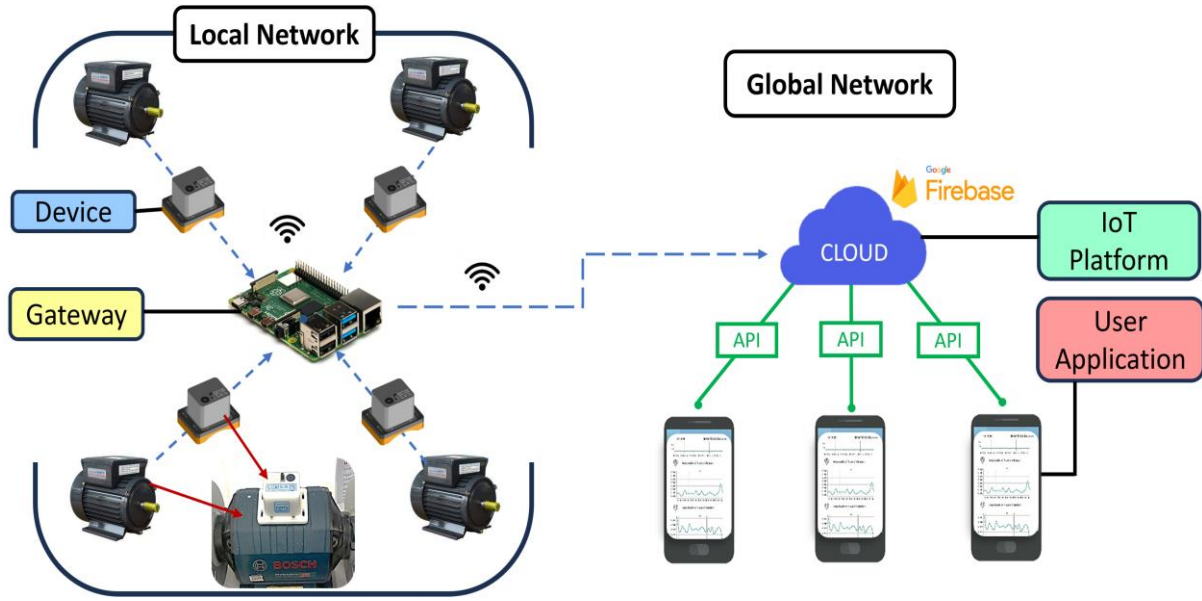 Local Network
Global Network
Google
Firebase
Device
CLOUD
IoT
Platform
Gateway
API
API
API
User
Application
BOSCH